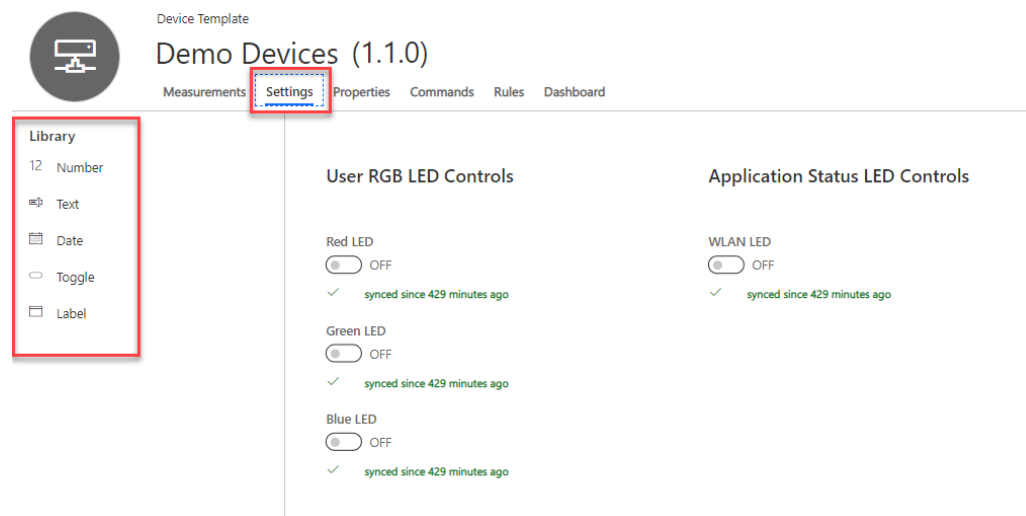 Device Template
Demo Devices (1.1.0)
Measurements Settings Properties Commands Rules Dashboard
Library
12 Number
Text
Date
Toggle
Label
User RGB LED Controls
Red LED
OFF
synced since 429 minutes ago
Green LED
OFF
synced since 429 minutes ago
Blue LED
OFF
synced since 429 minutes ago
Application Status LED Controls
WLAN LED
OFF
synced since 429 minutes ago